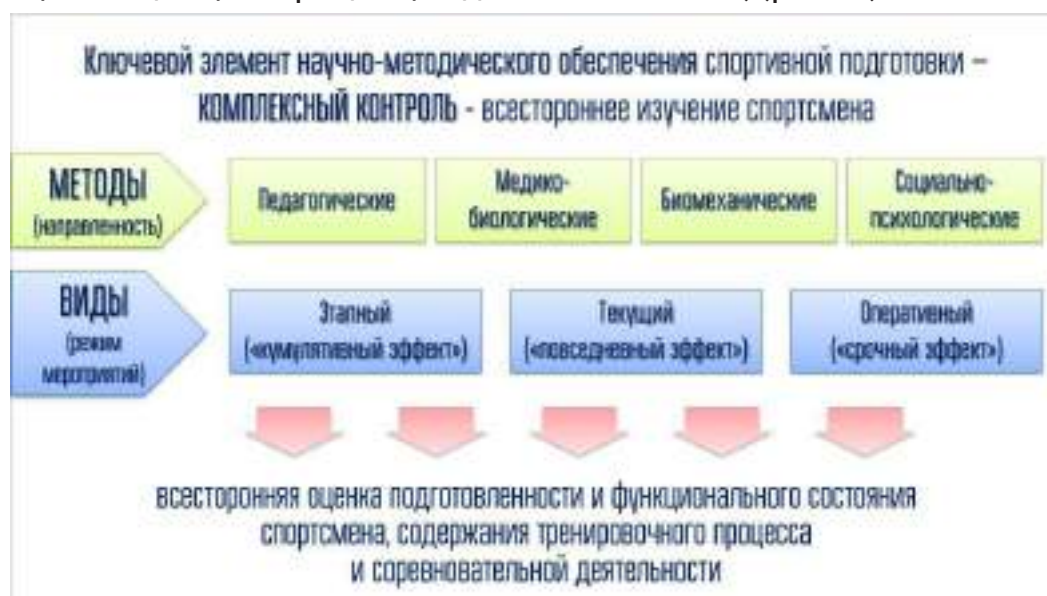 Ключевой элемент научно-методического обеспечения спортивной подготовки –
КОМПЛЕКСНЫЙ КОНТРОЛЬ - всестороннее изучение спортсмена
МЕТОДЫ
(направленность)
Педагогические
Медико-
биологические
Биомеханические
Социально-
психологические
ВИДЫ
(режим
мероприятий)
Этапный
(«кумулятивный эффект»)
Текущий
(«повседневный эффект»)
Оперативный
(«срочный эффект»)
всесторонняя оценка подготовленности и функционального состояния
спортсмена, содержания тренировочного процесса
и соревновательной деятельности